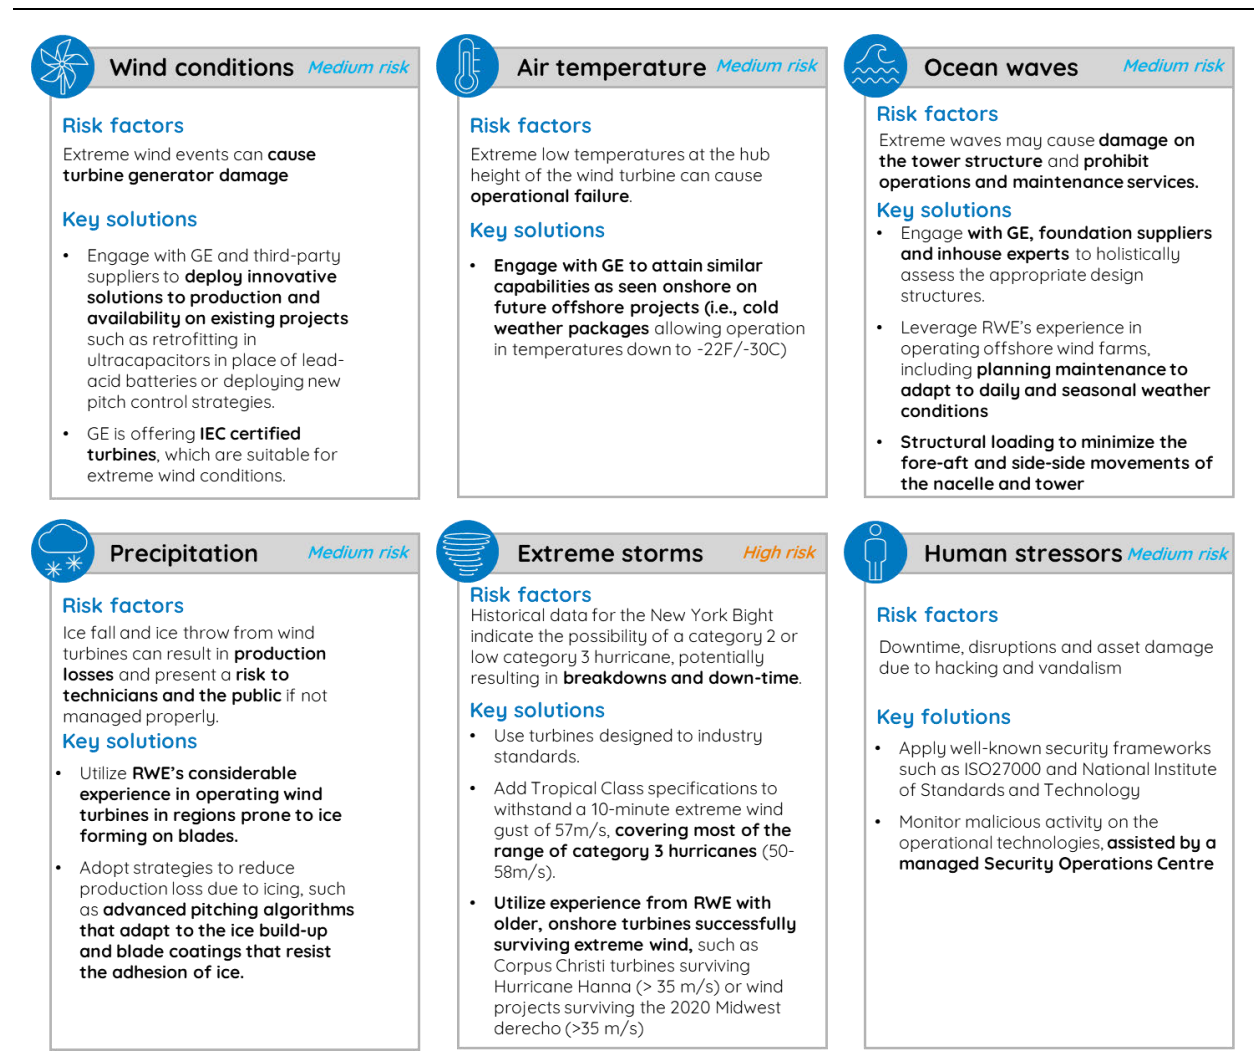 Wind conditions Medium risk
Risk factors
Extreme wind events can cause
turbine generator damage
Key solutions
• Engage with GE and third-party
suppliers to deploy innovative
solutions to production and
availability on existing projects
such as retrofitting in
ultracapacitors in place of lead-
acid batteries or deploying new
pitch control strategies.
• GE is offering IEC certified
turbines, which are suitable for
extreme wind conditions.
Air temperature Medium risk
Risk factors
Extreme low temperatures at the hub
height of the wind turbine can cause
operational failure.
Key solutions
• Engage with GE to attain similar
capabilities as seen onshore on
future offshore projects (i.e., cold
weather packages allowing operation
in temperatures down to -22F/-30C)
Ocean waves Medium risk
Risk factors
Extreme waves may cause damage on
the tower structure and prohibit
operations and maintenance services.
Key solutions
• Engage with GE, foundation suppliers
and inhouse experts to holistically
assess the appropriate design
structures.
• Leverage RWE's experience in
operating offshore wind farms,
including planning maintenance to
adapt to daily and seasonal weather
conditions
• Structural loading to minimize the
fore-aft and side-side movements of
the nacelle and tower
Precipitation Medium risk
Risk factors
Ice fall and ice throw from wind
turbines can result in production
losses and present a risk to
technicians and the public if not
managed properly.
Key solutions
• Utilize RWE's considerable
experience in operating wind
turbines in regions prone to ice
forming on blades.
• Adopt strategies to reduce
production loss due to icing, such
as advanced pitching algorithms
that adapt to the ice build-up
and blade coatings that resist
the adhesion of ice.
Extreme storms High risk
Risk factors
Historical data for the New York Bight
indicate the possibility of a category 2 or
low category 3 hurricane, potentially
resulting in breakdowns and down-time.
Key solutions
• Use turbines designed to industry
standards.
• Add Tropical Class specifications to
withstand a 10-minute extreme wind
gust of 57m/s, covering most of the
range of category 3 hurricanes (50-
58m/s).
• Utilize experience from RWE with
older, onshore turbines successfully
surviving extreme wind, such as
Corpus Christi turbines surviving
Hurricane Hanna (> 35 m/s) or wind
projects surviving the 2020 Midwest
derecho (>35 m/s)
Human stressors Medium risk
Risk factors
Downtime, disruptions and asset damage
due to hacking and vandalism
Key folutions
• Apply well-known security frameworks
such as ISO27000 and National Institute
of Standards and Technology
• Monitor malicious activity on the
operational technologies, assisted by a
managed Security Operations Centre